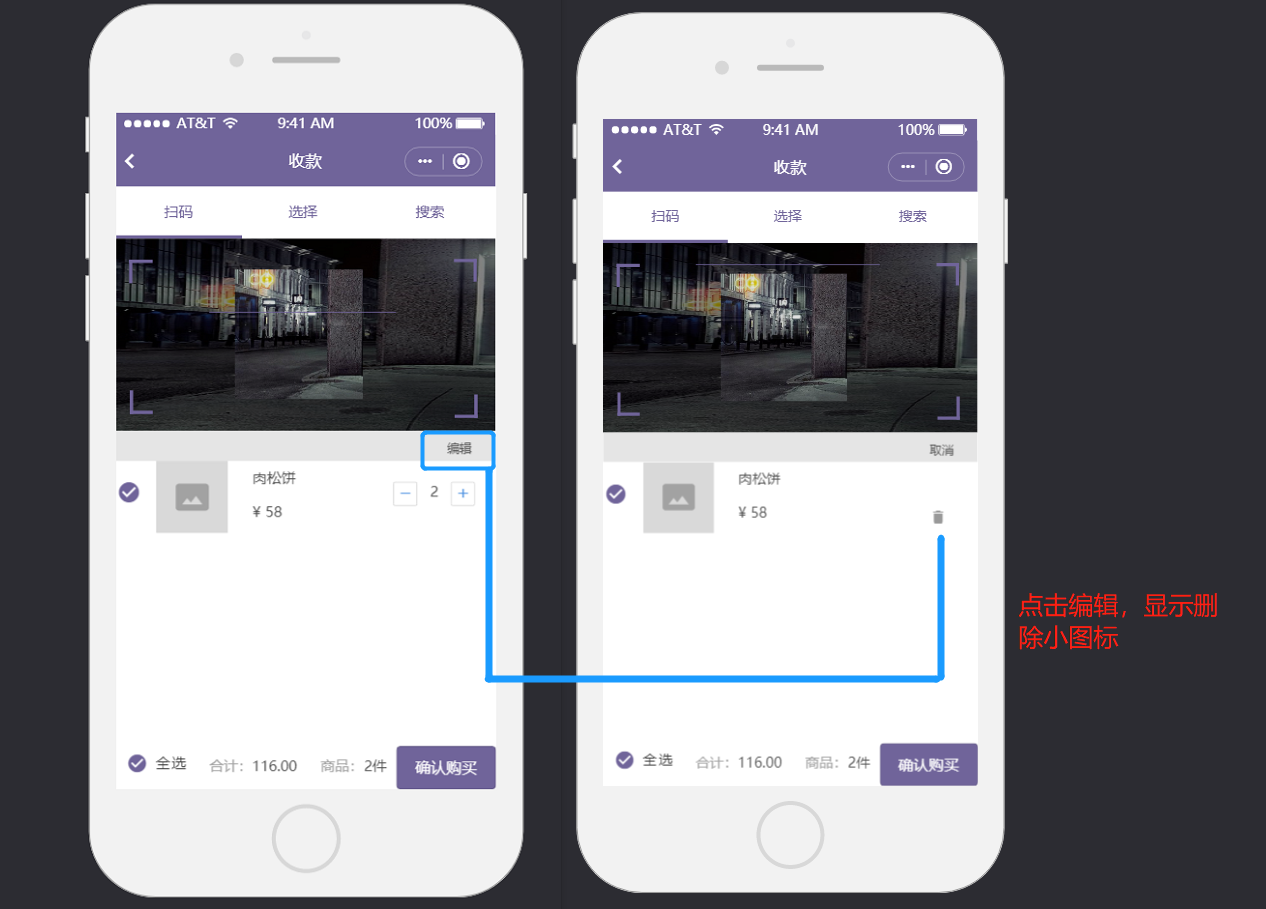 AT&T 9:41 AM 100%
收款
扫码 选择 搜索
编辑
肉松饼
2
¥ 58
全选 合计：116.00 商品：2件 确认购买
AT&T 9:41 AM 100%
收款
扫码 选择 搜索
取消
肉松饼
¥ 58
全选 合计：116.00 商品：2件 确认购买
点击编辑，显示删
除小图标